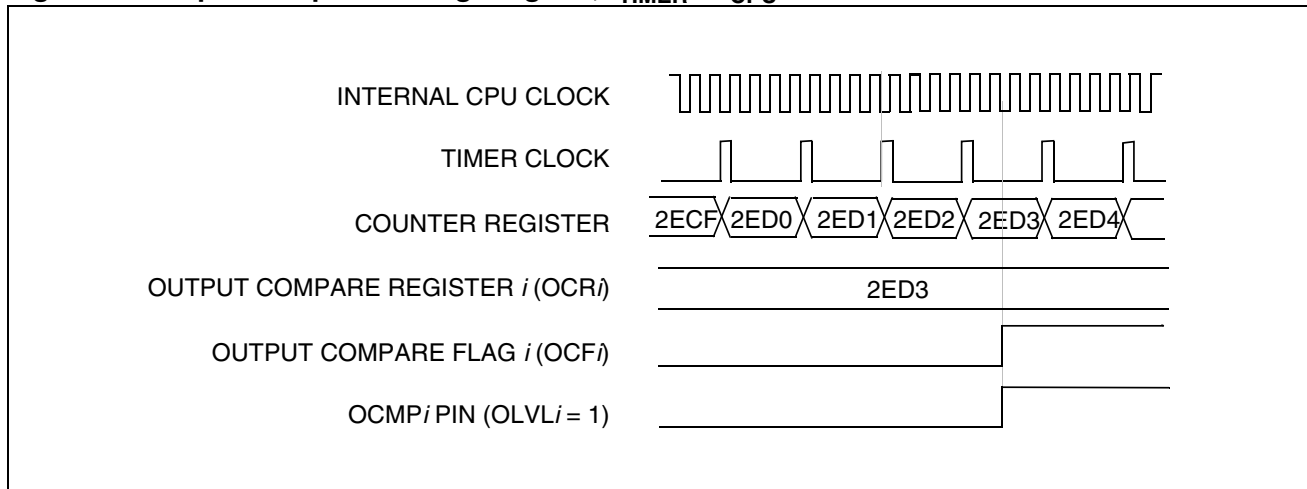 TIMER
INTERNAL CPU CLOCK
TIMER CLOCK
COUNTER REGISTER 2ECF 2ED0 2ED1 2ED2 2ED3 2ED4
OUTPUT COMPARE REGISTER i (OCRi) 2ED3
OUTPUT COMPARE FLAG i (OCFi)
OCMPi PIN (OLVLi = 1)